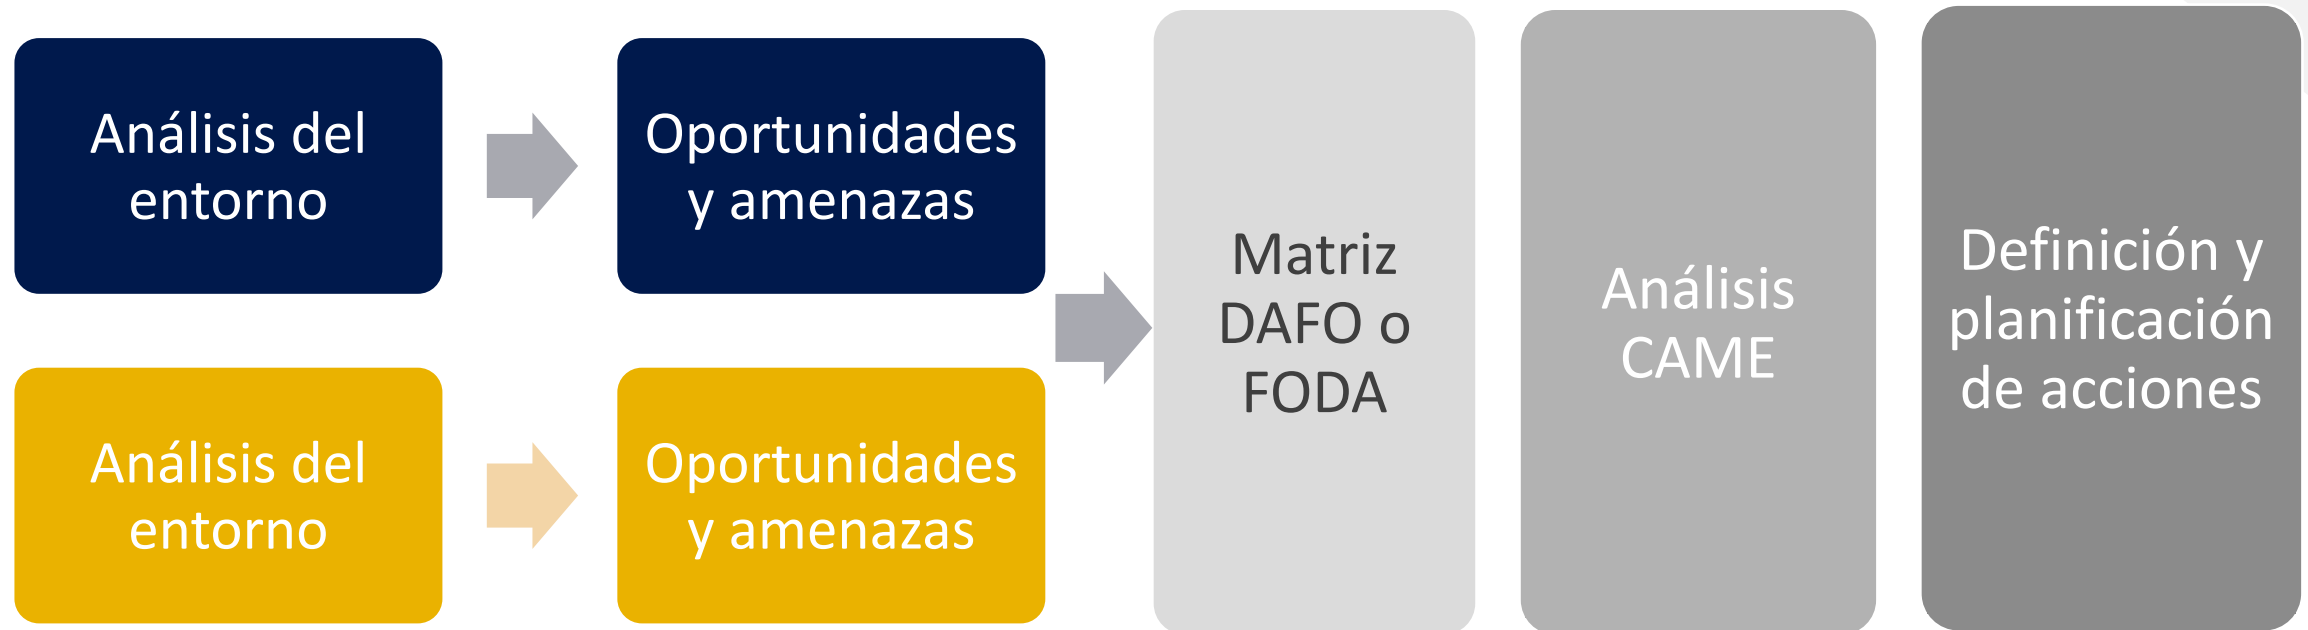 Análisis del
entorno
Oportunidades
y amenazas
Análisis del
entorno
Oportunidades
y amenazas
Matriz
DAFO o
FODA
Análisis
CAME
Definición y
planificación
de acciones